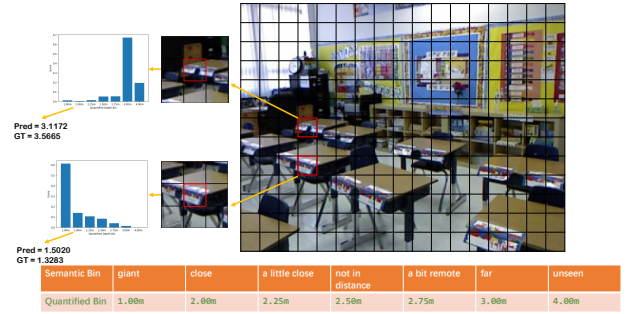 Pred = 3.1172
GT = 3.5665
Pred = 1.5020
GT = 1.3283
Semantic Bin giant close a little close not in distance a bit remote far unseen
Quantified Bin 1.00m 2.00m 2.25m 2.50m 2.75m 3.00m 4.00m